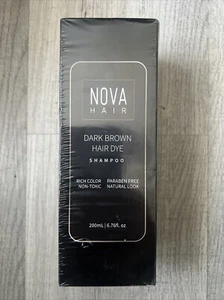 NOVA
HAIR
DARK BROWN
HAIR DYE
SHAMPOO
RICH COLOR PARABEN FREE
NON-TOXIC NATURAL LOOK
200mL | 6.76fl. oz